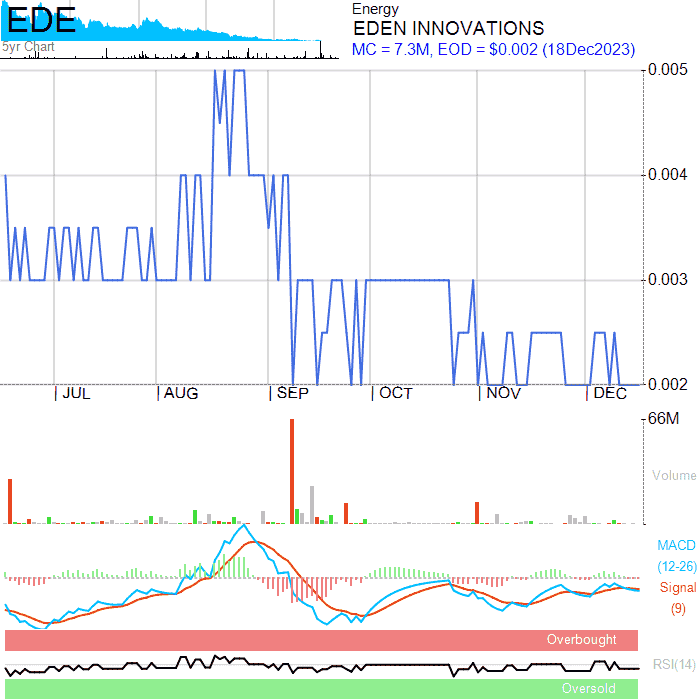 EDE
5yr Chart
Energy
EDEN INNOVATIONS
MC = 7.3M, EOD = $0.002 (18Dec2023)
0.005
0.004
0.003
0.002
JUL
AUG
SEP
OCT
NOV
DEC
66M
Volume
MACD
(12-26)
Signal
(9)
Overbought
RSI(14)
Oversold